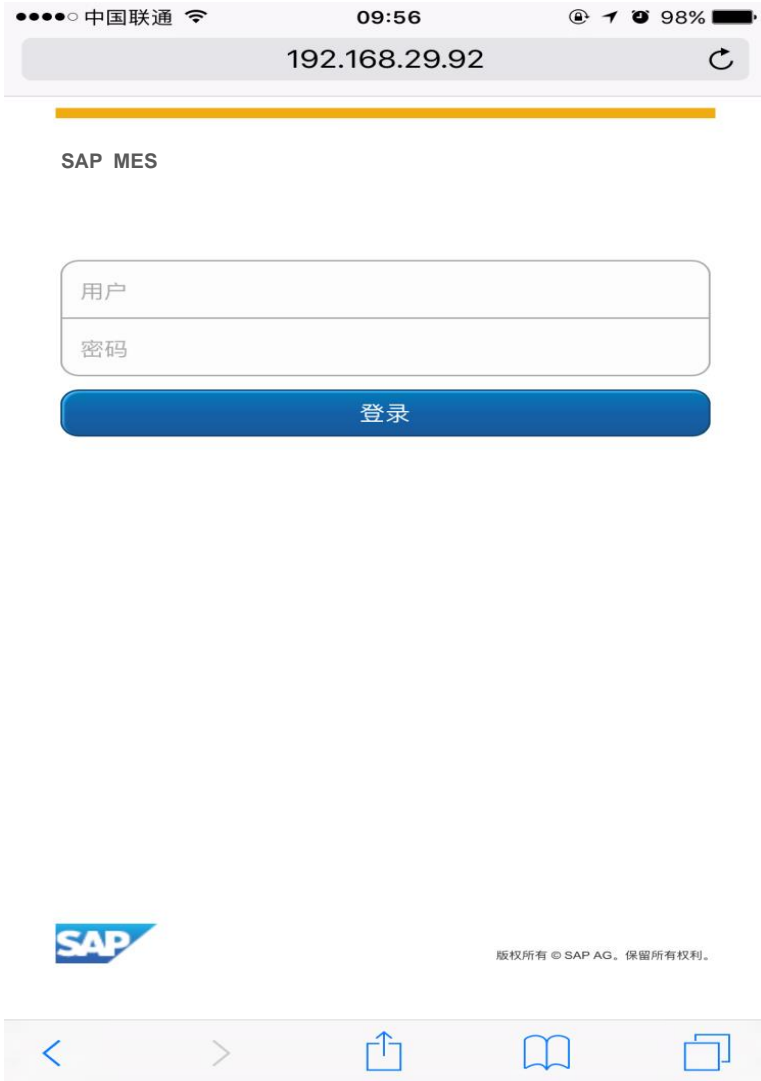 中国联通 09:56 98%
192.168.29.92
SAP MES
用户
密码
登录
SAP
版权所有 © SAP AG。保留所有权利。